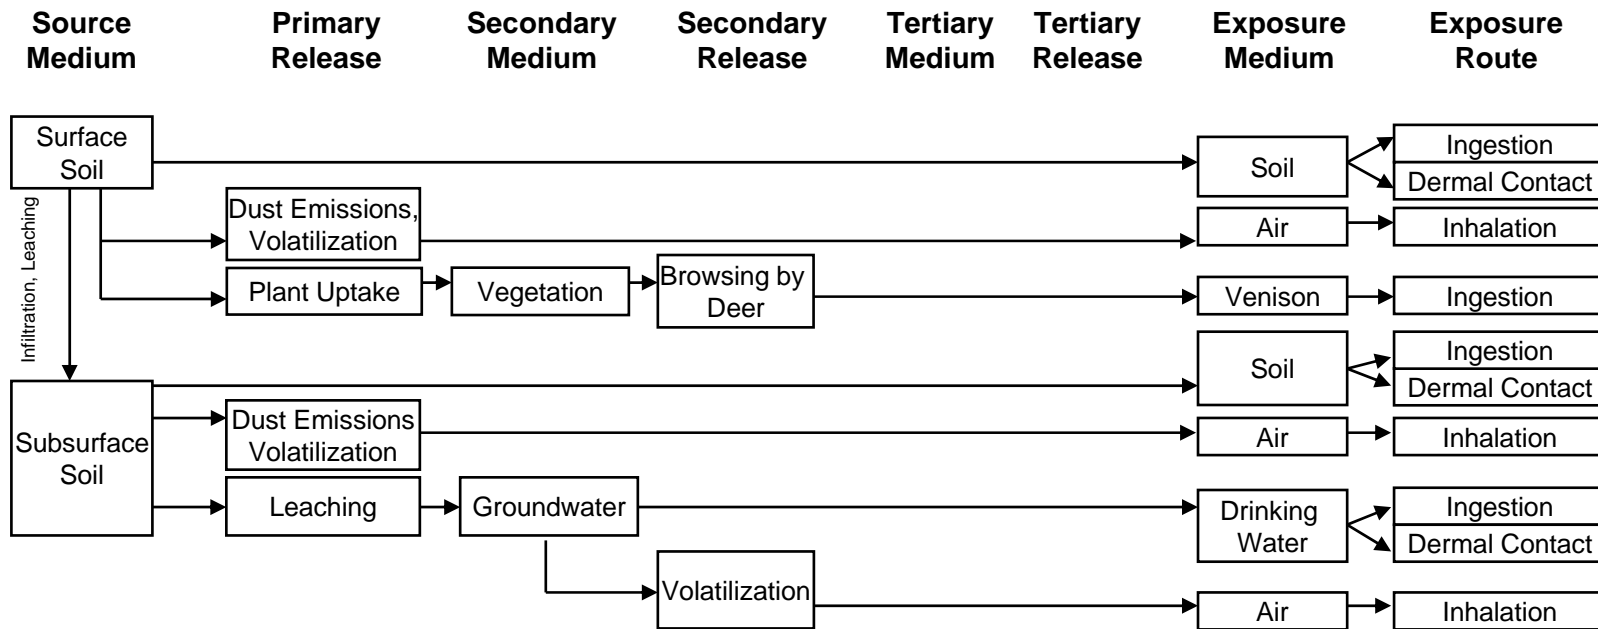 Source Medium
Primary Release
Secondary Medium
Secondary Release
Tertiary Medium
Tertiary Release
Exposure Medium
Exposure Route
Surface
Soil
Soil
Ingestion
Dermal Contact
Dust Emissions,
Volatilization
Air
Inhalation
Infiltration, Leaching
Plant Uptake
Vegetation
Browsing by
Deer
Venison
Ingestion
Subsurface
Soil
Soil
Ingestion
Dermal Contact
Dust Emissions
Volatilization
Air
Inhalation
Leaching
Groundwater
Drinking
Water
Ingestion
Dermal Contact
Volatilization
Air
Inhalation